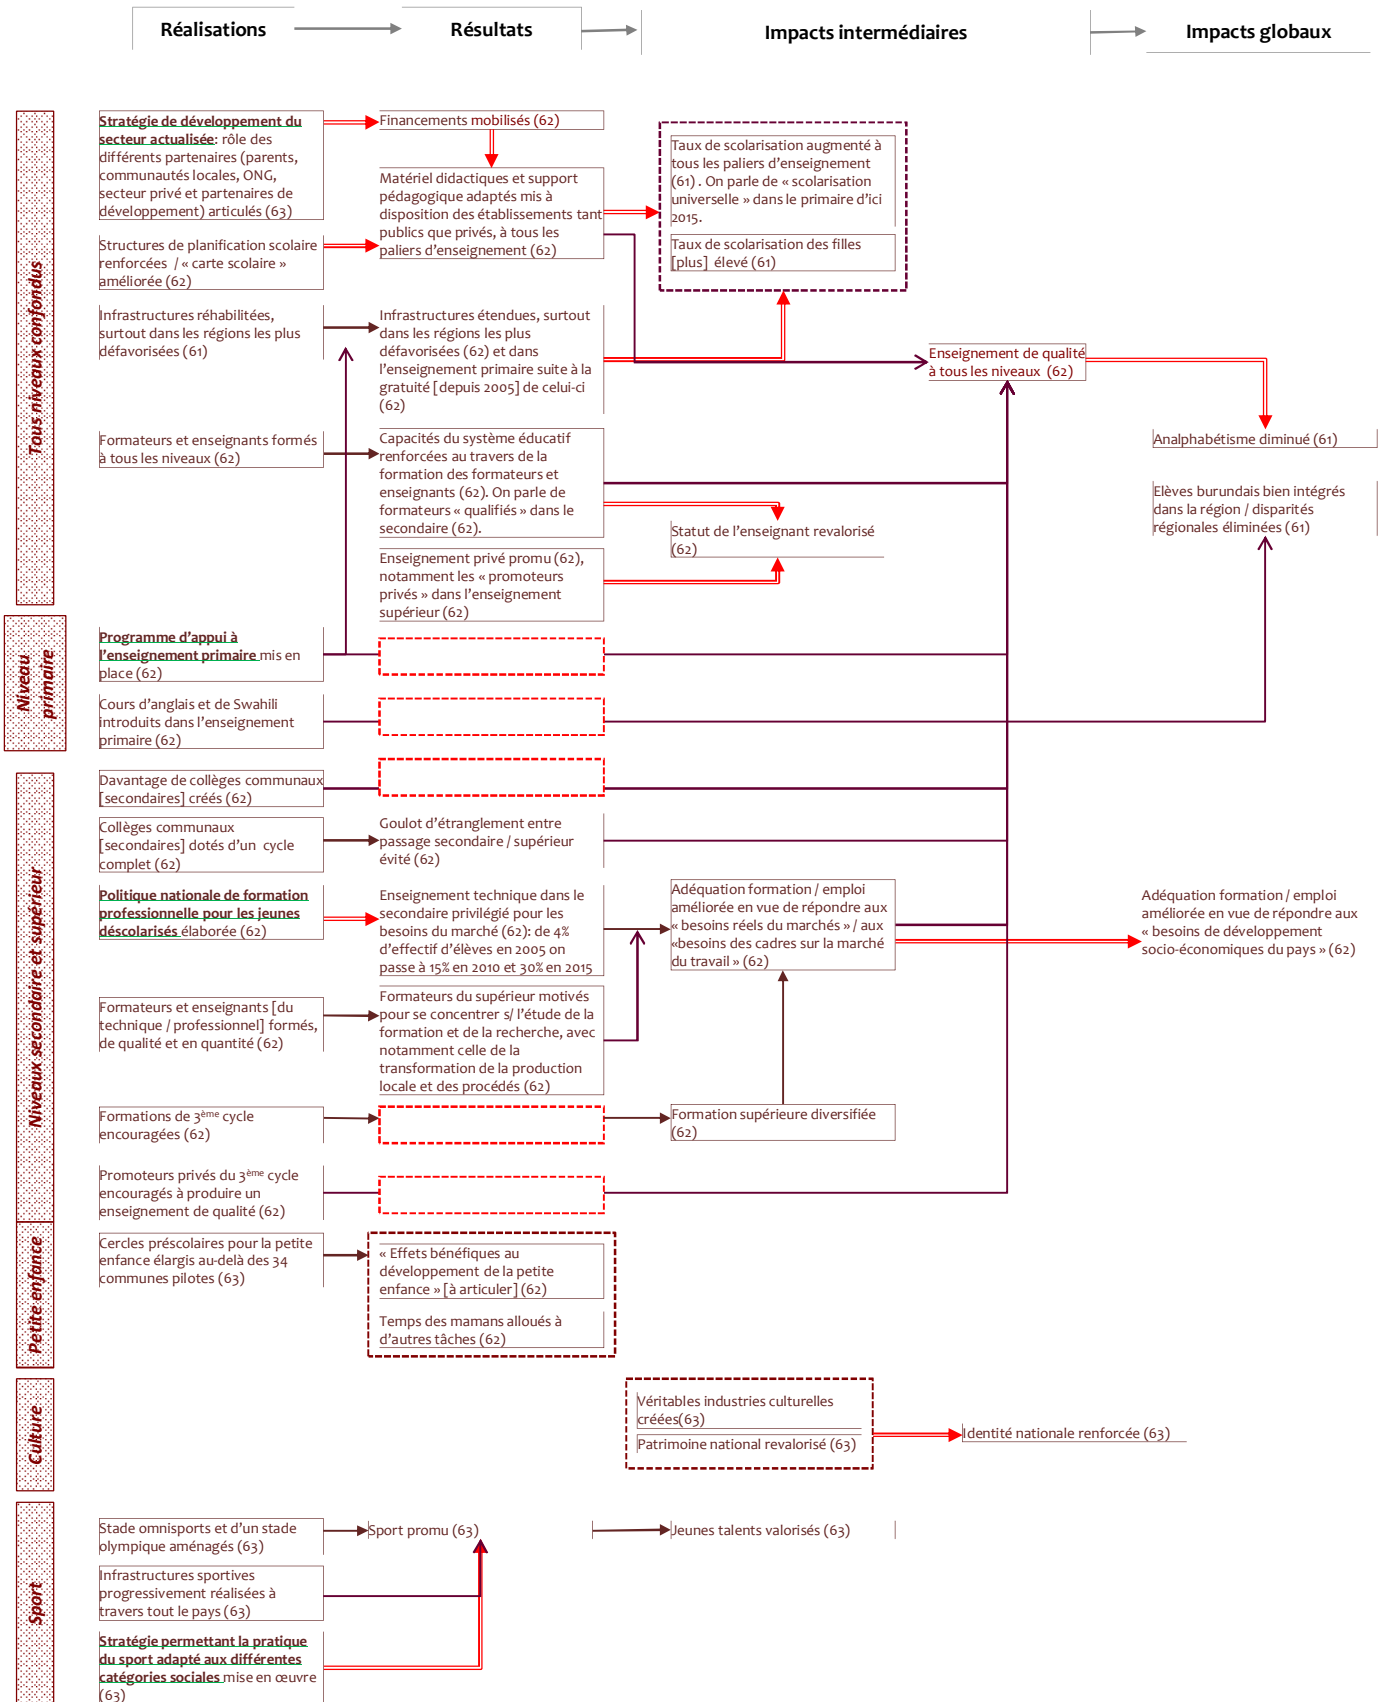 Réalisations
Résultats
Impacts intermédiaires
Impacts globaux
Tous niveaux confondus
Stratégie de développement du
secteur actualisée: rôle des
différents partenaires (parents,
communautés locales, ONG,
secteur privé et partenaires de
développement) articulés (63)
Financements mobilisés (62)
Matériel didactiques et support
pédagogique adaptés mis à
disposition des établissements tant
publics que privés, à tous les
paliers d'enseignement (62)
Taux de scolarisation augmenté à
tous les paliers d'enseignement
(61) . On parle de « scolarisation
universelle » dans le primaire d'ici
2015.
Taux de scolarisation des filles
[plus] élevé (61)
Structures de planification scolaire
renforcées / « carte scolaire »
améliorée (62)
Infrastructures réhabilitées,
surtout dans les régions les plus
défavorisées (61)
Infrastructures étendues, surtout
dans les régions les plus
défavorisées (62) et dans
l'enseignement primaire suite à la
gratuité [depuis 2005] de celui-ci
(62)
Enseignement de qualité
à tous les niveaux (62)
Analphabétisme diminué (61)
Formateurs et enseignants formés
à tous les niveaux (62)
Capacités du système éducatif
renforcées au travers de la
formation des formateurs et
enseignants (62). On parle de
formateurs « qualifiés » dans le
secondaire (62).
Statut de l'enseignant revalorisé
(62)
Elèves burundais bien intégrés
dans la région / disparités
régionales éliminées (61)
Enseignement privé promu (62),
notamment les « promoteurs
privés » dans l'enseignement
supérieur (62)
Niveau
primaire
Programme d'appui à
l'enseignement primaire mis en
place (62)
Cours d'anglais et de Swahili
introduits dans l'enseignement
primaire (62)
Niveaux secondaire et supérieur
Davantage de collèges communaux
[secondaires] créés (62)
Collèges communaux
[secondaires] dotés d'un cycle
complet (62)
Goulot d'étranglement entre
passage secondaire / supérieur
évité (62)
Politique nationale de formation
professionnelle pour les jeunes
déscolarisés élaborée (62)
Enseignement technique dans le
secondaire privilégié pour les
besoins du marché (62): de 4%
d'effectif d'élèves en 2005 on
passe à 15% en 2010 et 30% en 2015
Adéquation formation / emploi
améliorée en vue de répondre aux
« besoins réels du marchés » / aux
«besoins des cadres sur la marché
du travail » (62)
Adéquation formation / emploi
améliorée en vue de répondre aux
« besoins de développement
socio-économiques du pays » (62)
Formateurs et enseignants [du
technique / professionnel] formés,
de qualité et en quantité (62)
Formateurs du supérieur motivés
pour se concentrer s/ l'étude de la
formation et de la recherche, avec
notamment celle de la
transformation de la production
locale et des procédés (62)
Formations de 3ème cycle
encouragées (62)
Formation supérieure diversifiée
(62)
Promoteurs privés du 3ème cycle
encouragés à produire un
enseignement de qualité (62)
Petite enfance
Cercles préscolaires pour la petite
enfance élargis au-delà des 34
communes pilotes (63)
« Effets bénéfiques au
développement de la petite
enfance » [à articuler] (62)
Temps des mamans alloués à
d'autres tâches (62)
Culture
Véritables industries culturelles
créées(63)
Patrimoine national revalorisé (63)
Identité nationale renforcée (63)
Sport
Stade omnisports et d'un stade
olympique aménagés (63)
Sport promu (63)
Jeunes talents valorisés (63)
Infrastructures sportives
progressivement réalisées à
travers tout le pays (63)
Stratégie permettant la pratique
du sport adapté aux différentes
catégories sociales mise en œuvre
(63)